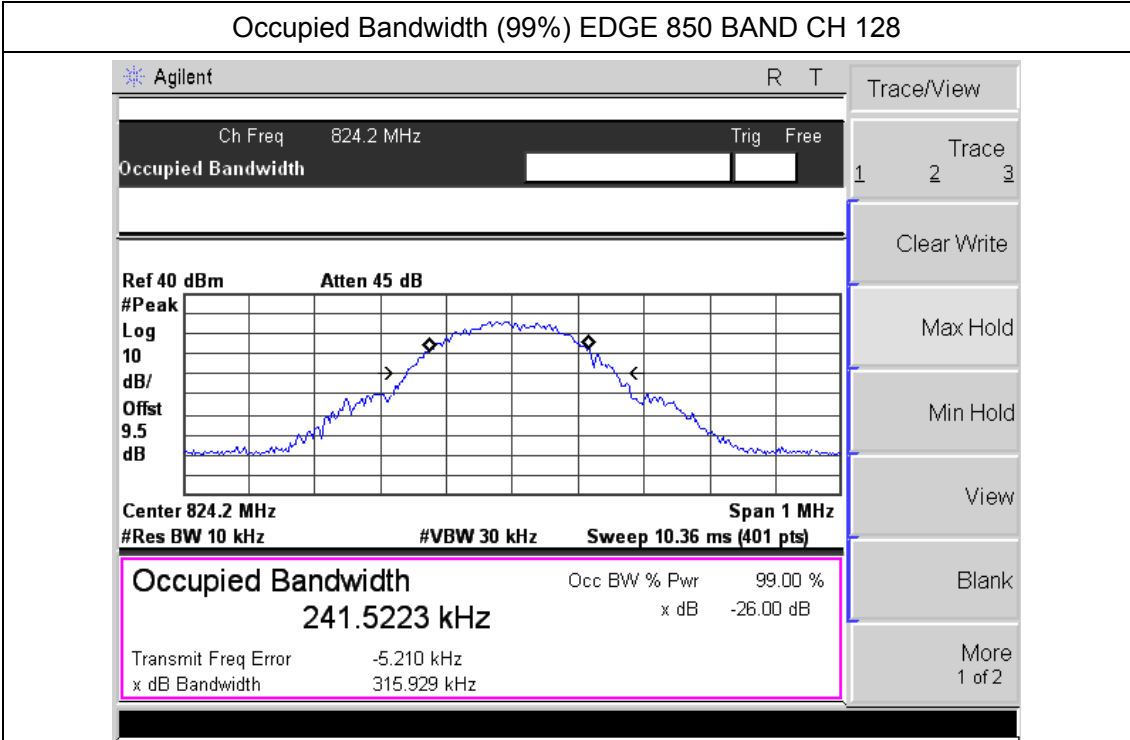 Occupied Bandwidth (99%) EDGE 850 BAND CH 128
Agilent R T
Trace/View
Ch Freq 824.2 MHz Trig Free
Occupied Bandwidth
Trace
1 2 3
Clear Write
Max Hold
Min Hold
View
Blank
More
1 of 2
Ref 40 dBm Atten 45 dB
#Peak
Log
10
dB/
Offst
9.5
dB
Center 824.2 MHz Span 1 MHz
#Res BW 10 kHz #VBW 30 kHz Sweep 10.36 ms (401 pts)
Occupied Bandwidth
241.5223 kHz
Occ BW % Pwr 99.00 %
x dB -26.00 dB
Transmit Freq Error -5.210 kHz
x dB Bandwidth 315.929 kHz